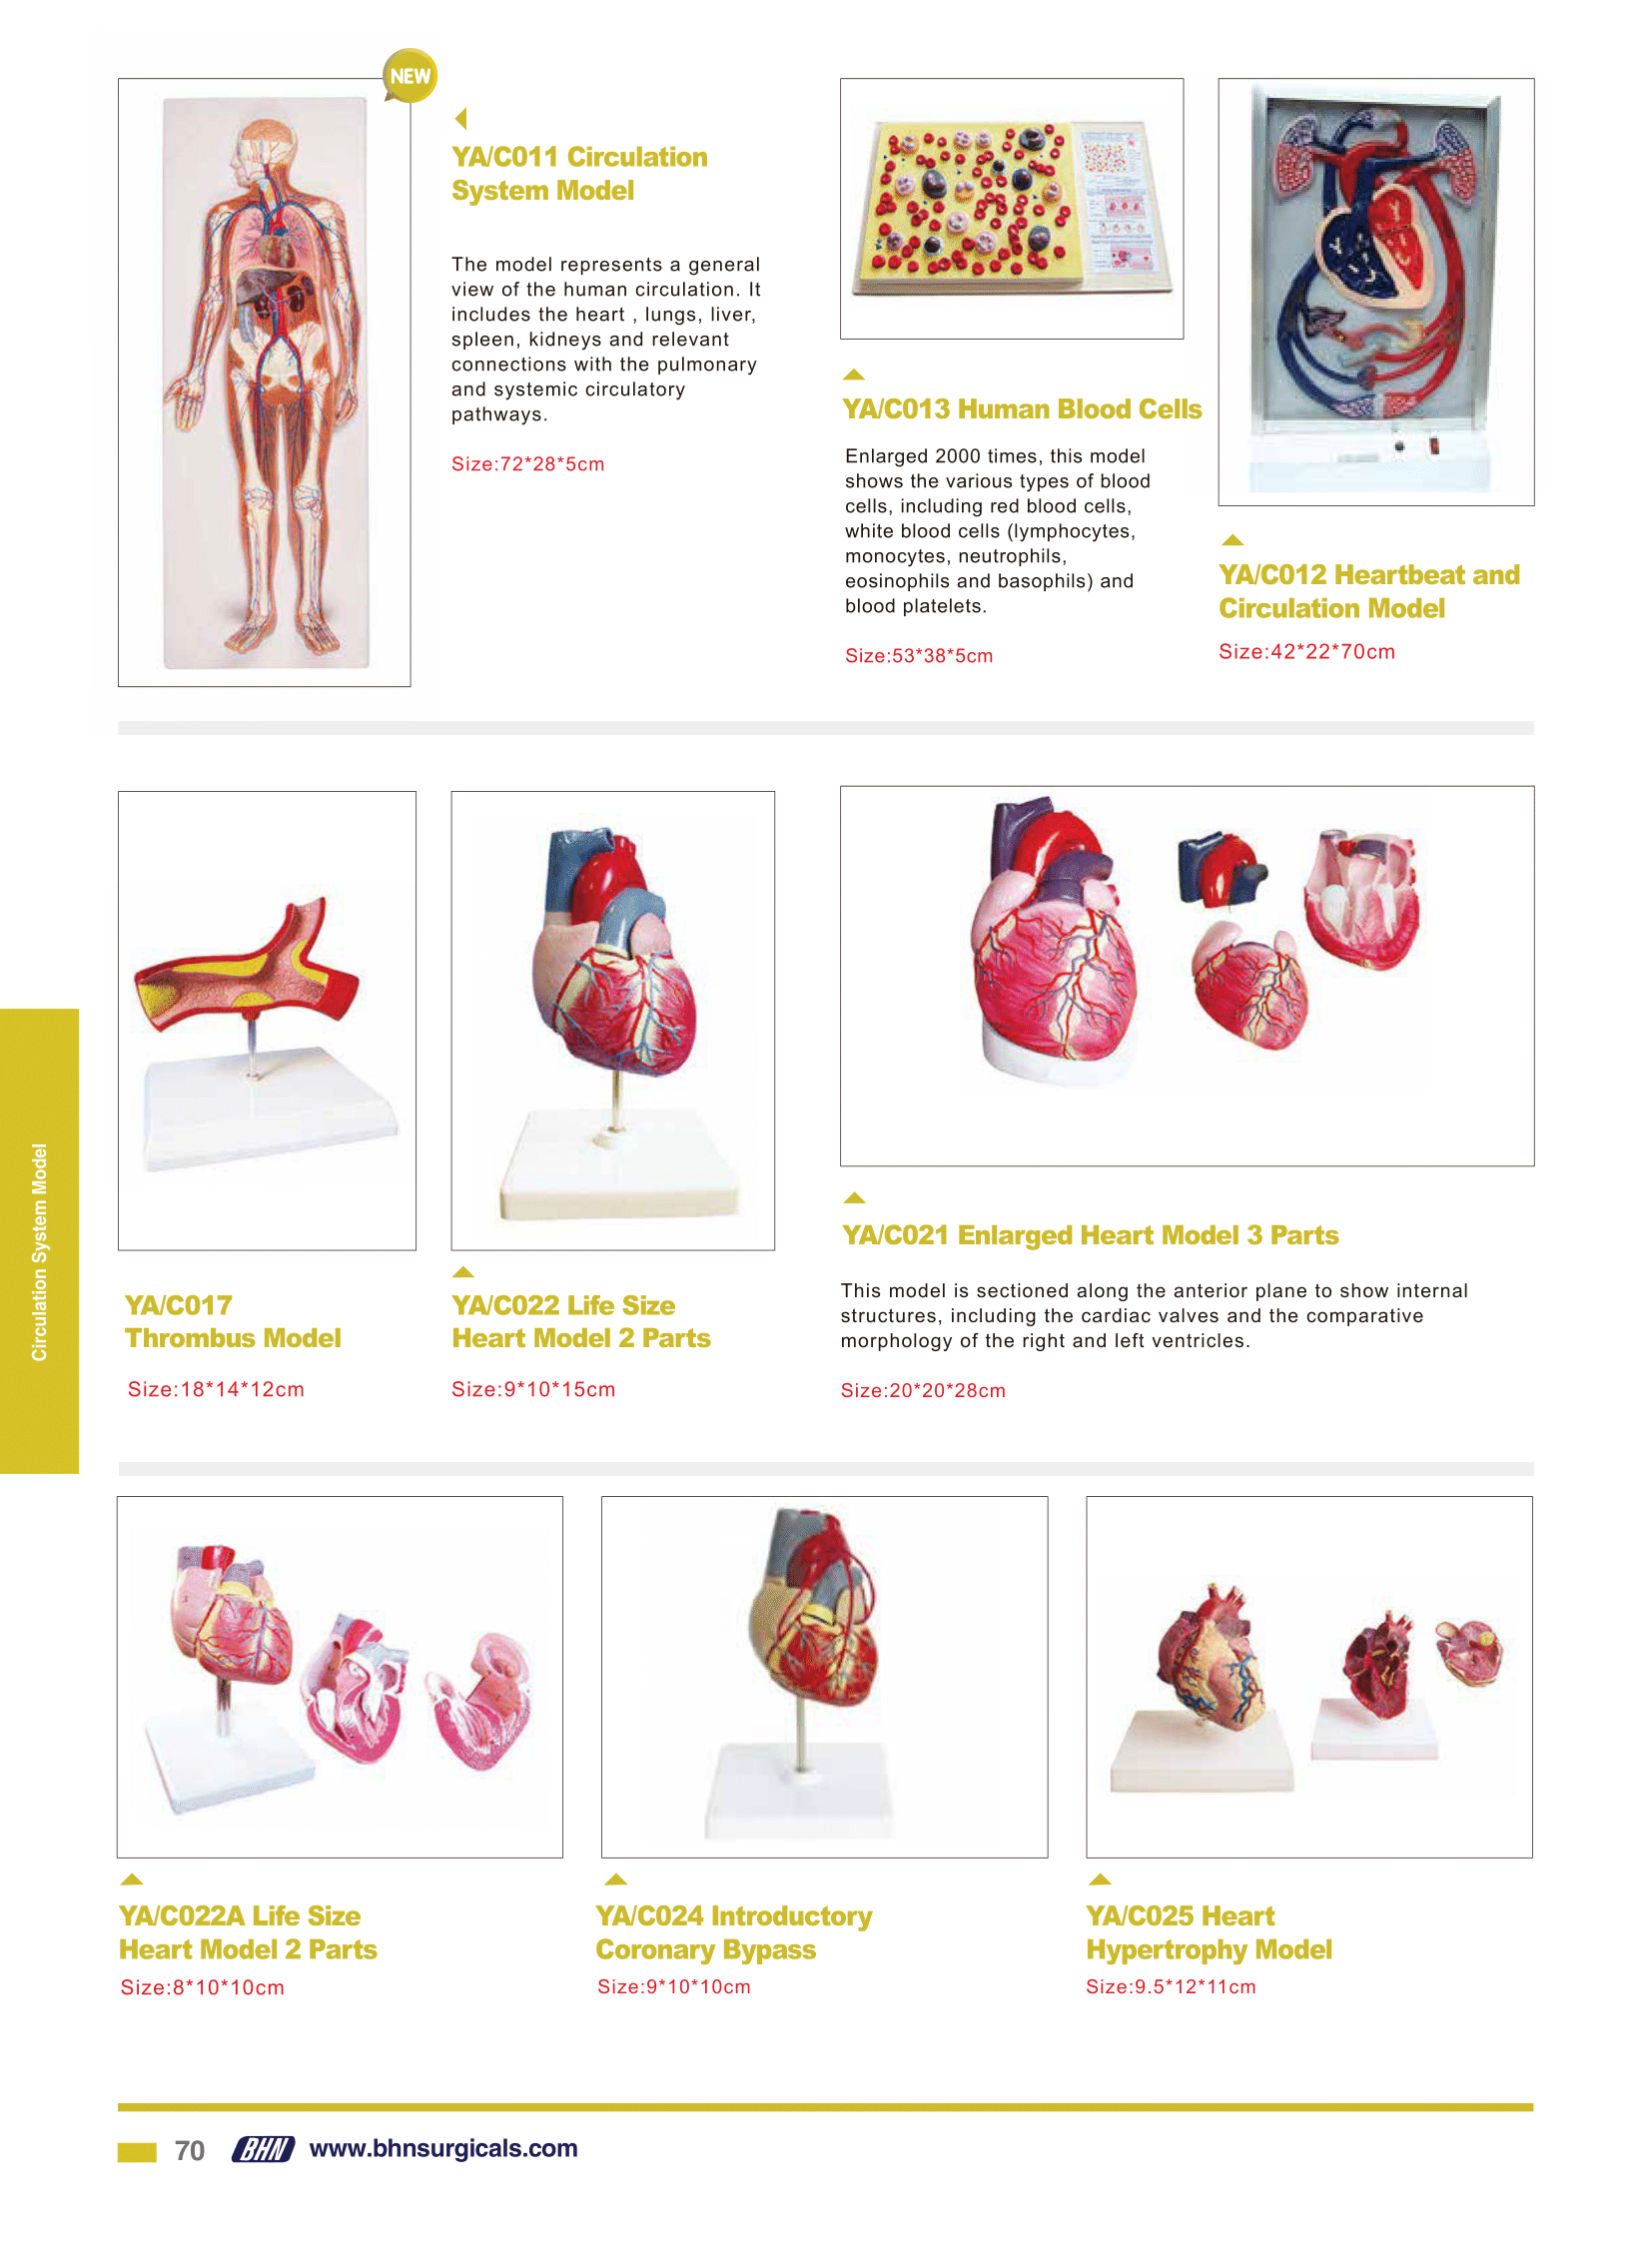 NEW
YA/C011 Circulation
System Model
The model represents a general
view of the human circulation. It
includes the heart , lungs, liver,
spleen, kidneys and relevant
connections with the pulmonary
and systemic circulatory
pathways.
Size:72*28*5cm
YA/C013 Human Blood Cells
Enlarged 2000 times, this model
shows the various types of blood
cells, including red blood cells,
white blood cells (lymphocytes,
monocytes, neutrophils,
eosinophils and basophils) and
blood platelets.
Size:53*38*5cm
YA/C012 Heartbeat and
Circulation Model
Size:42*22*70cm
Circulation System Model
YA/C017
Thrombus Model
Size:18*14*12cm
YA/C022 Life Size
Heart Model 2 Parts
Size:9*10*15cm
YA/C021 Enlarged Heart Model 3 Parts
This model is sectioned along the anterior plane to show internal
structures, including the cardiac valves and the comparative
morphology of the right and left ventricles.
Size:20*20*28cm
YA/C022A Life Size
Heart Model 2 Parts
Size:8*10*10cm
YA/C024 Introductory
Coronary Bypass
Size:9*10*10cm
YA/C025 Heart
Hypertrophy Model
Size:9.5*12*11cm
70 BHN www.bhnsurgicals.com